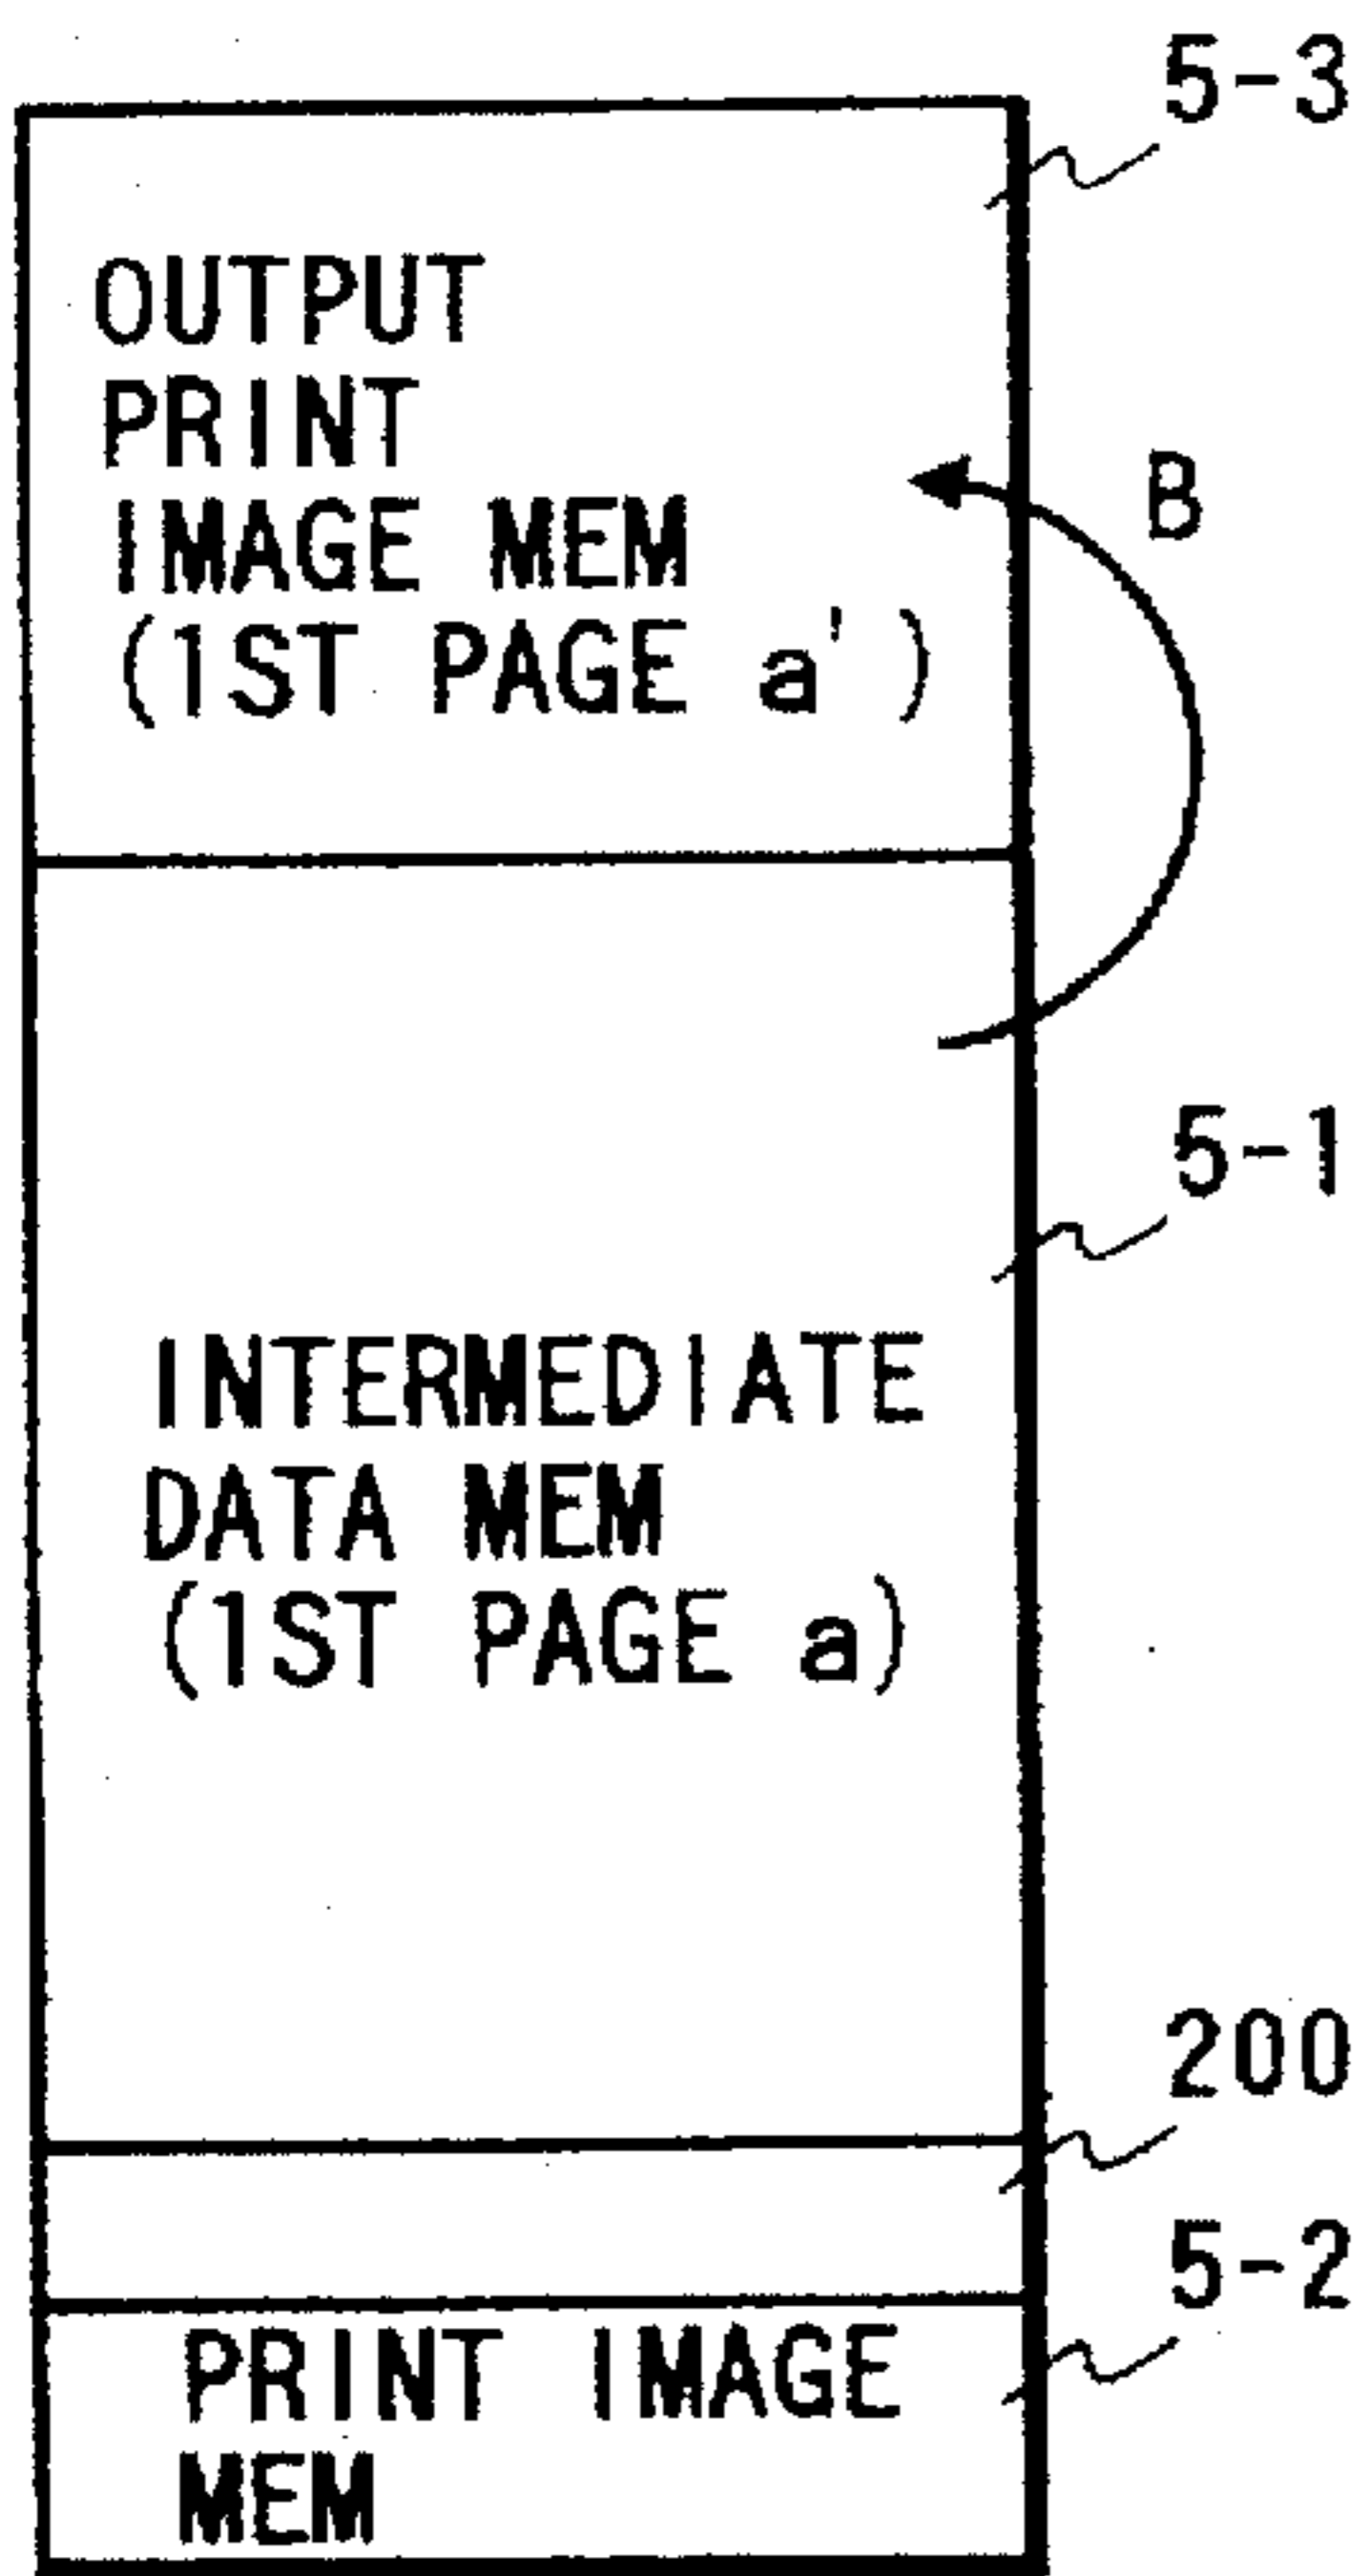 5-3
OUTPUT
PRINT
IMAGE MEM
(1ST PAGE a')
B
5-1
INTERMEDIATE
DATA MEM
(1ST PAGE a)
200
5-2
PRINT IMAGE
MEM